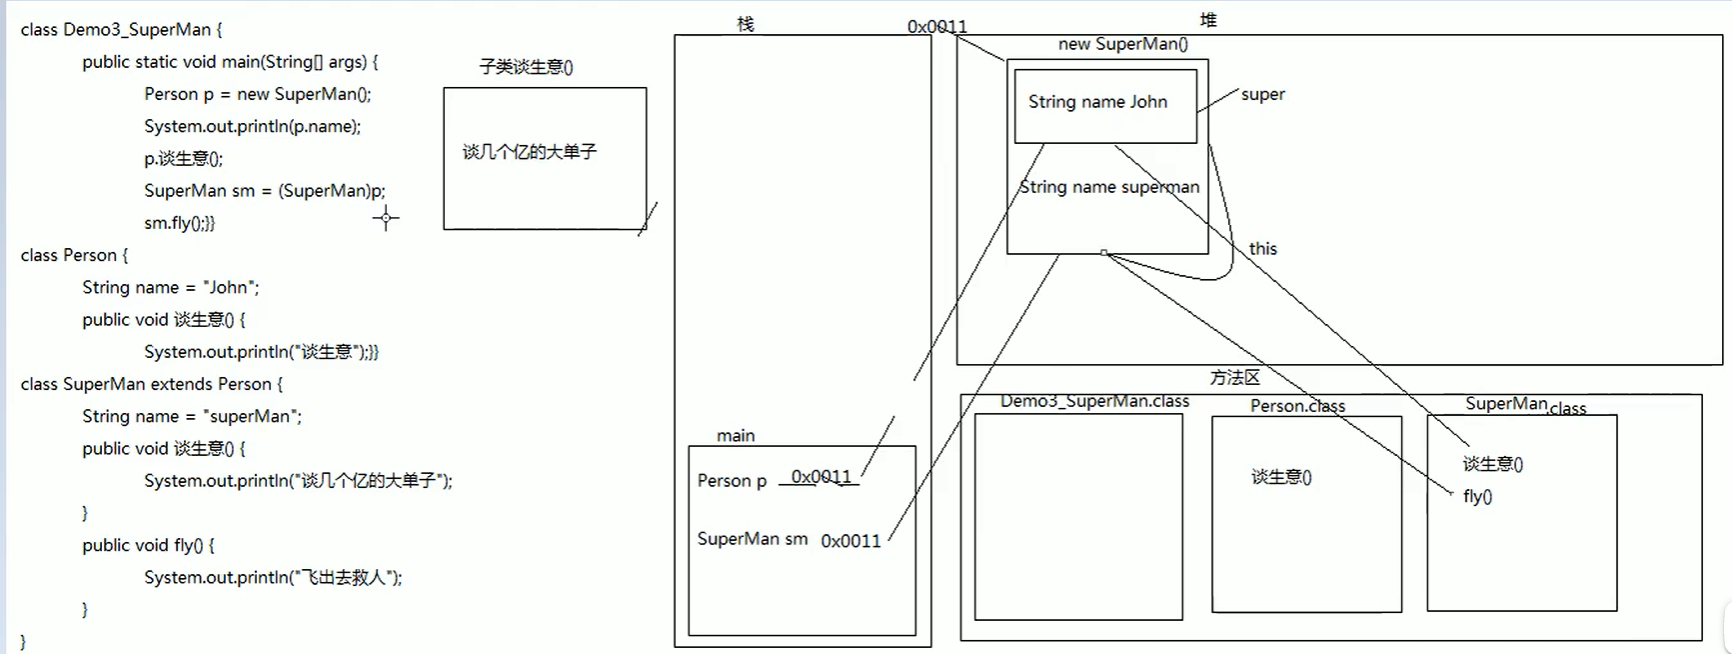 class Demo3_SuperMan {
public static void main(String[] args) {
Person p = new SuperMan();
System.out.println(p.name);
p.谈生意();
SuperMan sm = (SuperMan)p;
sm.fly();}}
class Person {
String name = "John";
public void 谈生意() {
System.out.println("谈生意");}}
class SuperMan extends Person {
String name = "superMan";
public void 谈生意() {
System.out.println("谈几个亿的大单子");
}
public void fly() {
System.out.println("飞出去救人");
}
}
子类谈生意()
谈几个亿的大单子
栈
main
Person p 0x0011
SuperMan sm 0x0011
0x0011
堆
new SuperMan()
String name John
super
String name superman
this
方法区
Demo3_SuperMan.class
Person.class
谈生意()
SuperMan.class
谈生意()
fly()